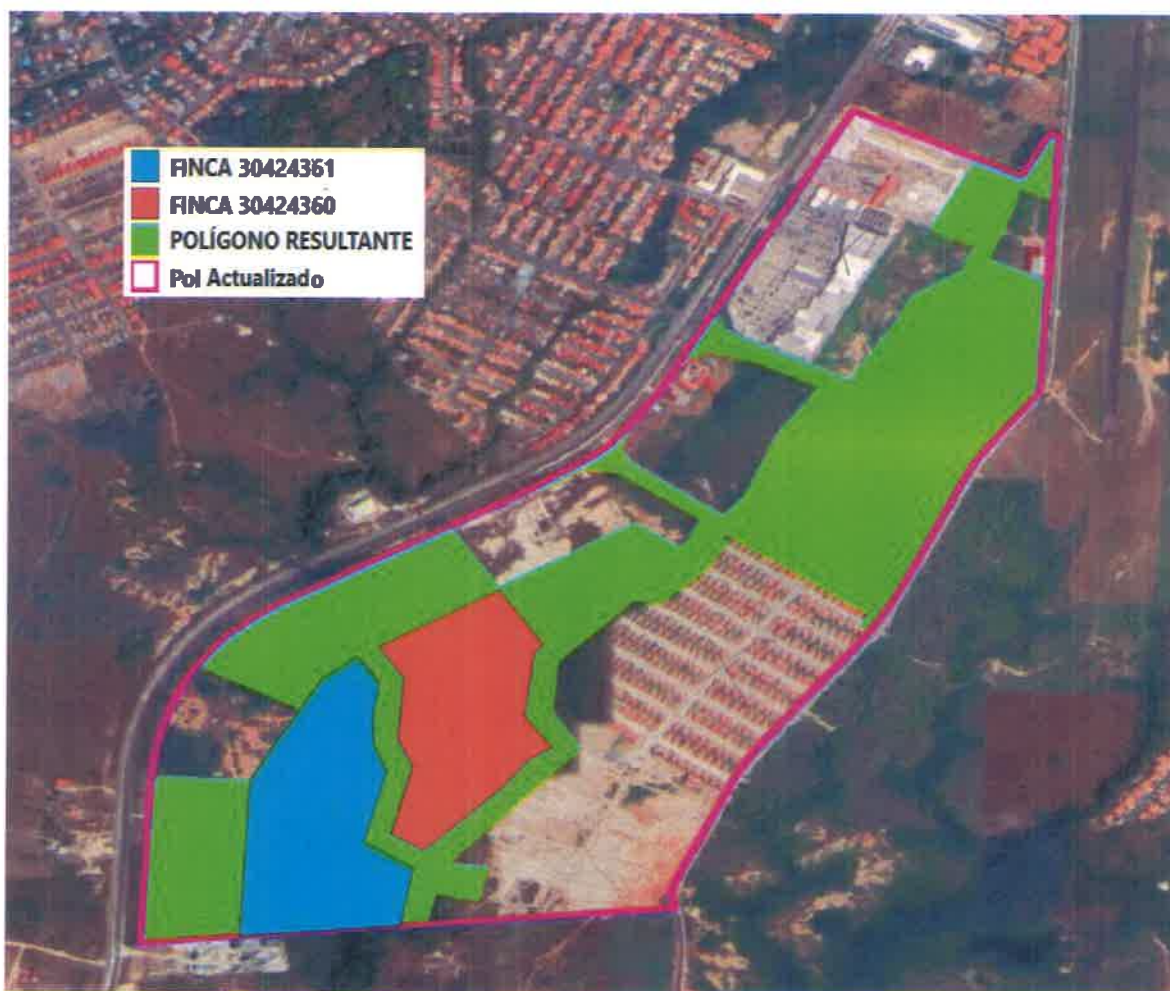 FINCA 30424361
FINCA 30424360
POLÍGONO RESULTANTE
Pol Actualizado